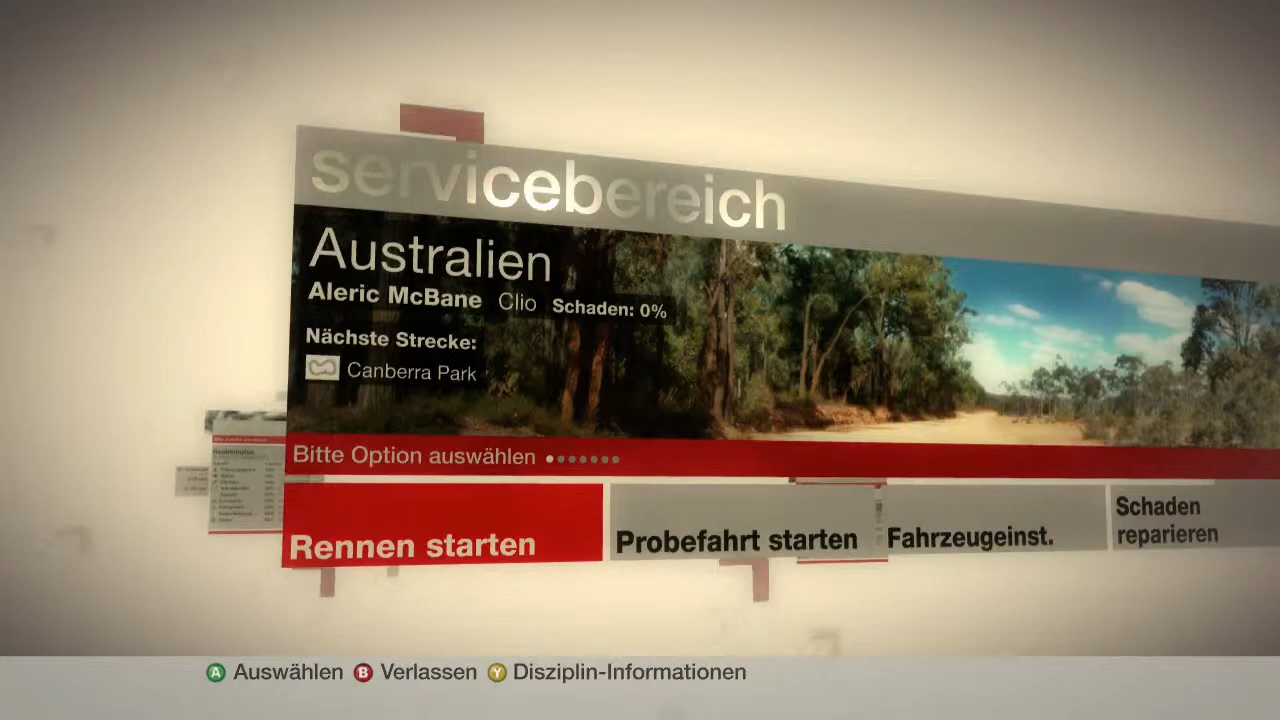 servicebereich
Australien
Aleric McBane Clio Schaden: 0%
Nächste Strecke:
Canberra Park
Bitte Option auswählen
Rennen starten
Probefahrt starten
Fahrzeugeinst.
Schaden
reparieren
A Auswählen B Verlassen Y Disziplin-Informationen